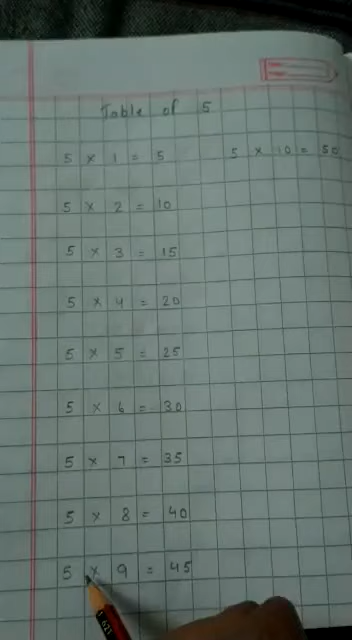 Table of 5
5 × 1 = 5
5 × 2 = 10
5 × 3 = 15
5 × 4 = 20
5 × 5 = 25
5 × 6 = 30
5 × 7 = 35
5 × 8 = 40
5 × 9 = 45
5 × 10 = 50